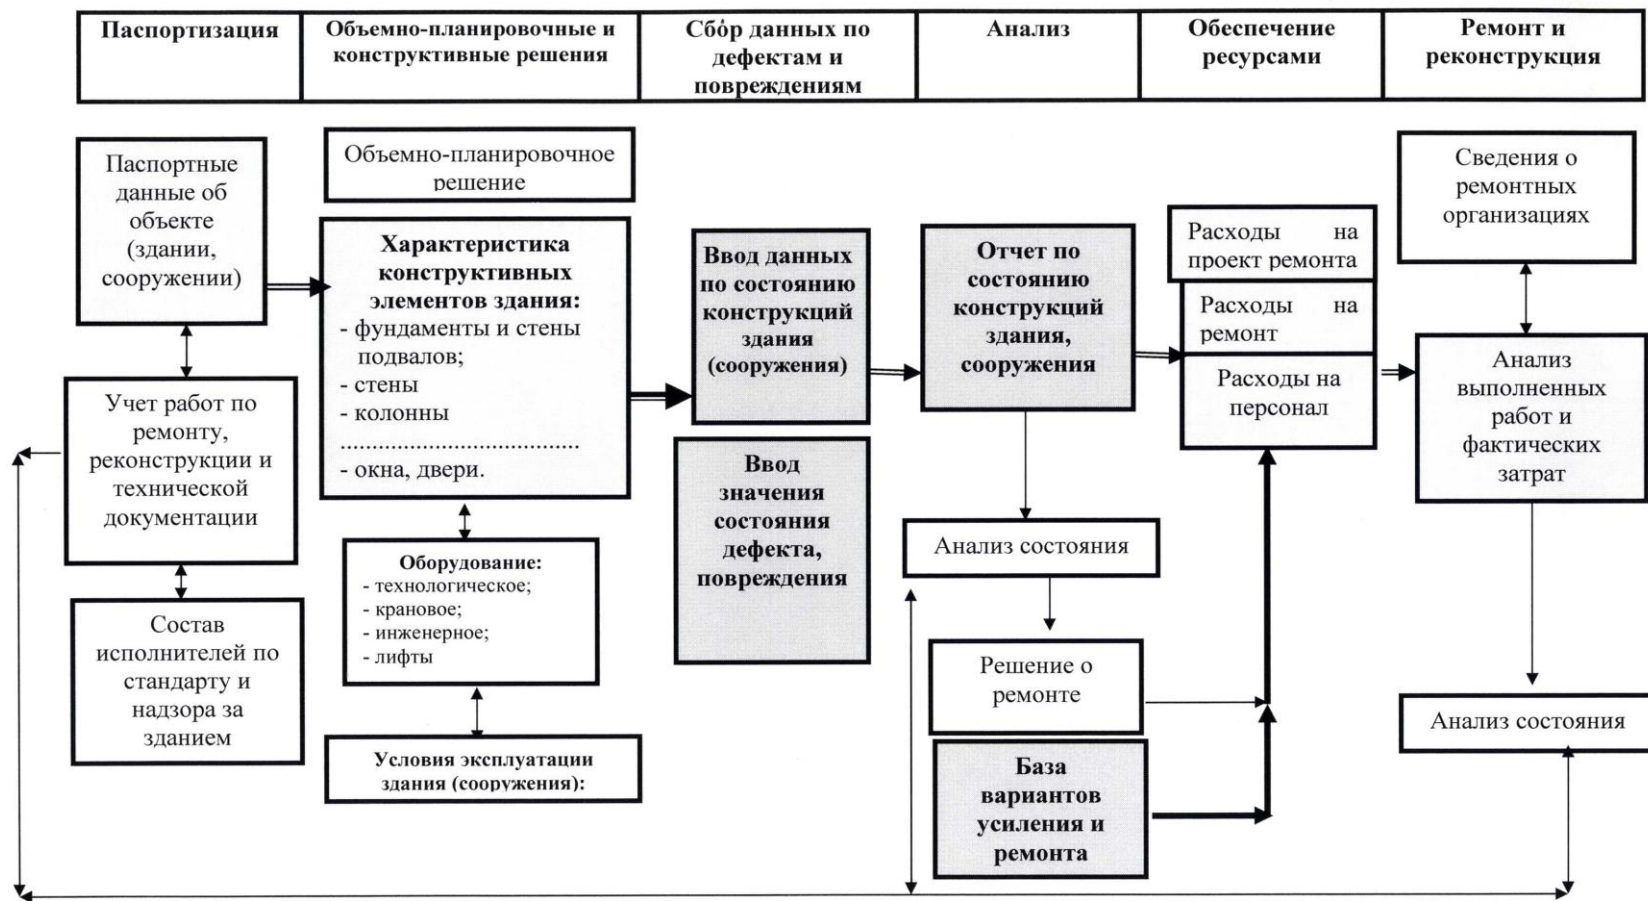 Паспортизация
Объемно-планировочные и
конструктивные решения
Сбор данных по
дефектам и
повреждениям
Анализ
Обеспечение
ресурсами
Ремонт и
реконструкция
Паспортные
данные об
объекте
(здании,
сооружении)
Учет работ по
ремонту,
реконструкции и
технической
документации
Состав
исполнителей по
стандарту и
надзора за
зданием
Объемно-планировочное
решение
Характеристика
конструктивных
элементов здания:
- фундаменты и стены
подвалов;
- стены
- колонны
..................................
- окна, двери.
Оборудование:
- технологическое;
- крановое;
- инженерное;
- лифты
Условия эксплуатации
здания (сооружения):
Ввод данных
по состоянию
конструкций
здания
(сооружения)
Ввод
значения
состояния
дефекта,
повреждения
Отчет по
состоянию
конструкций
здания,
сооружения
Анализ состояния
Решение о
ремонте
База
вариантов
усиления и
ремонта
Расходы на
проект ремонта
Расходы на
ремонт
Расходы на
персонал
Сведения о
ремонтных
организациях
Анализ
выполненных
работ и
фактических
затрат
Анализ состояния